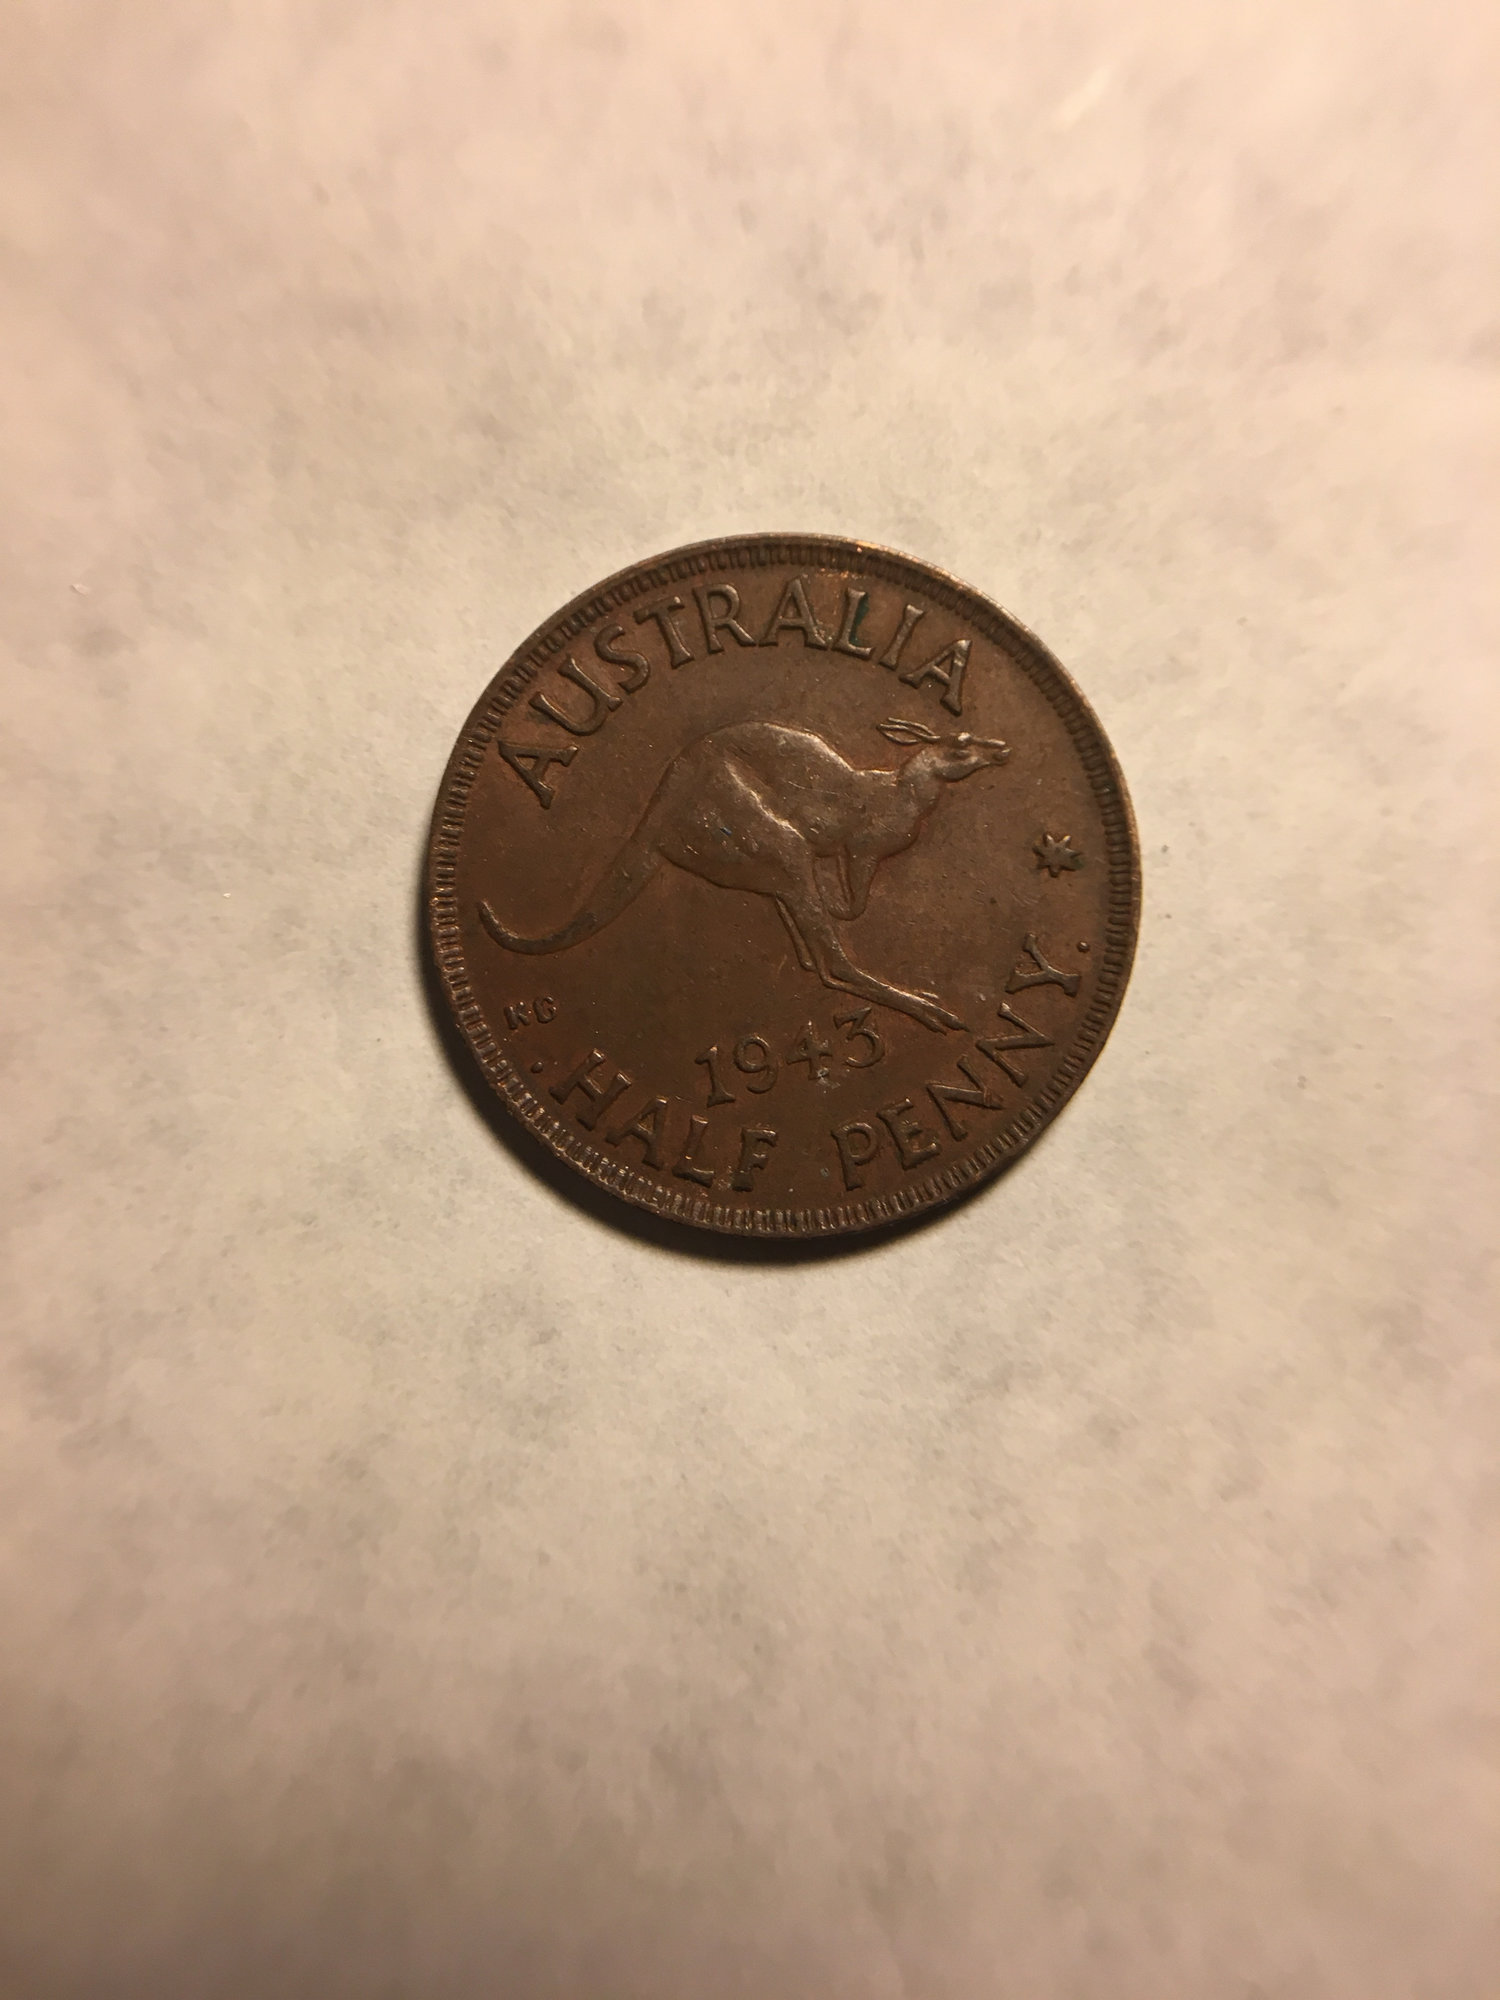 AUSTRALIA
KG
1943
.HALF PENNY.